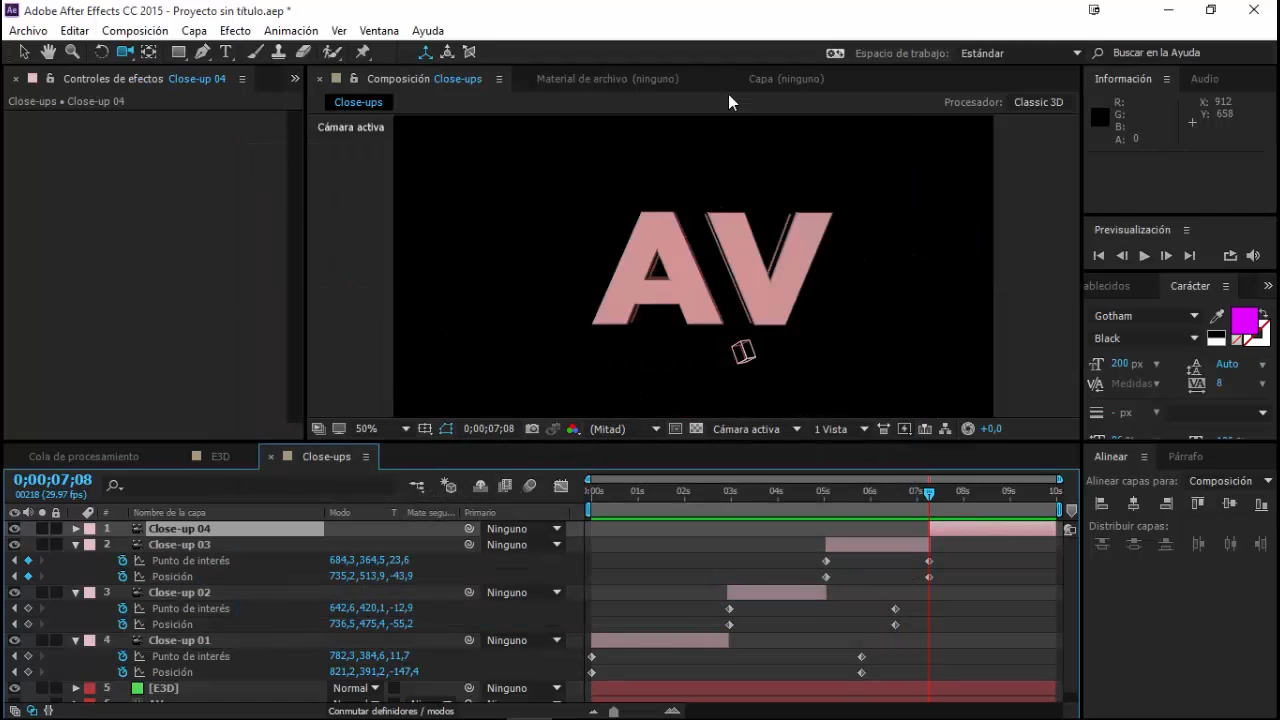 Adobe After Effects CC 2015 - Proyecto sin título.aep *
Archivo Editar Composición Capa Efecto Animación Ver Ventana Ayuda
Espacio de trabajo: Estándar Buscar en la Ayuda
Controles de efectos Close-up 04
Composición Close-ups
Material de archivo (ninguno)
Capa (ninguno)
Información Audio
Close-ups • Close-up 04
Close-ups
Procesador: Classic 3D
Cámara activa
R:
G:
B:
A: 0
X: 912
Y: 658
AV
Previsualización
ablecidos Carácter
Gotham
Black
200 px Auto
Medidas 8
- px
50% 0;00;07;08 (Mitad) Cámara activa 1 Vista +0,0
Cola de procesamiento E3D Close-ups
Alinear Párrafo
0;00;07;08
00218 (29.97 fps)
:00s 01s 02s 03s 04s 05s 06s 07s 08s 09s 10s
Alinear capas para: Composición
Distribuir capas:
# Nombre de la capa Modo T Mate segu... Primario
1 Close-up 04 Ninguno
2 Close-up 03 Ninguno
Punto de interés 684,3,364,5,23,6
Posición 735,2,513,9,-43,9
3 Close-up 02 Ninguno
Punto de interés 642,6,420,1,-12,9
Posición 736,5,475,4,-55,2
4 Close-up 01 Ninguno
Punto de interés 782,3,384,6,11,7
Posición 821,2,391,2,-147,4
5 [E3D] Normal Ninguno
Conmutar definidores / modos